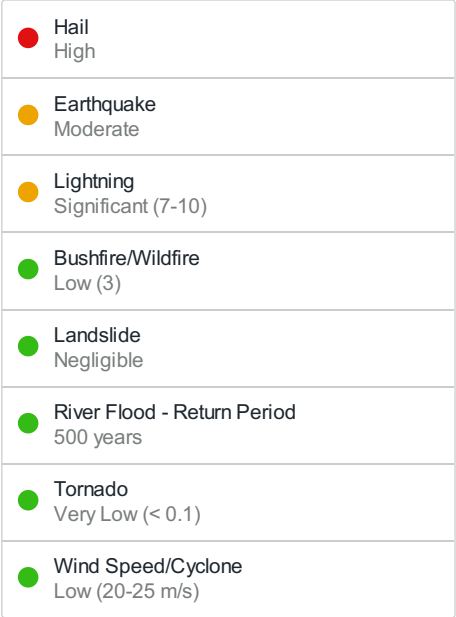 Hail
High
Earthquake
Moderate
Lightning
Significant (7-10)
Bushfire/Wildfire
Low (3)
Landslide
Negligible
River Flood - Return Period
500 years
Tornado
Very Low (< 0.1)
Wind Speed/Cyclone
Low (20-25 m/s)